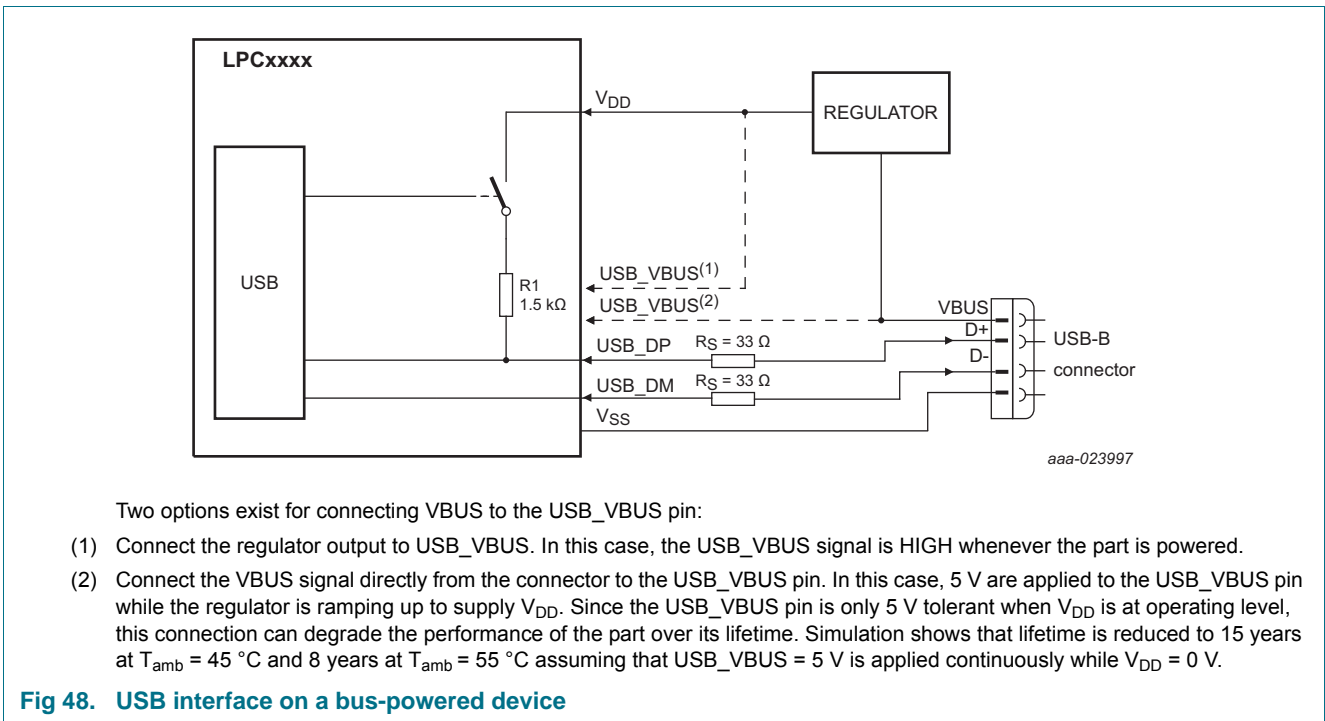 LPCxxxx
VDD
REGULATOR
USB
R1
1.5 kΩ
USB_VBUS(1)
USB_VBUS(2)
VBUS
D+
USB-B
USB_DP
RS = 33 Ω
D-
connector
USB_DM
RS = 33 Ω
VSS
aaa-023997
Two options exist for connecting VBUS to the USB_VBUS pin:
(1) Connect the regulator output to USB_VBUS. In this case, the USB_VBUS signal is HIGH whenever the part is powered.
(2) Connect the VBUS signal directly from the connector to the USB_VBUS pin. In this case, 5 V are applied to the USB_VBUS pin
while the regulator is ramping up to supply VDD. Since the USB_VBUS pin is only 5 V tolerant when VDD is at operating level,
this connection can degrade the performance of the part over its lifetime. Simulation shows that lifetime is reduced to 15 years
at Tamb = 45 °C and 8 years at Tamb = 55 °C assuming that USB_VBUS = 5 V is applied continuously while VDD = 0 V.
Fig 48. USB interface on a bus-powered device